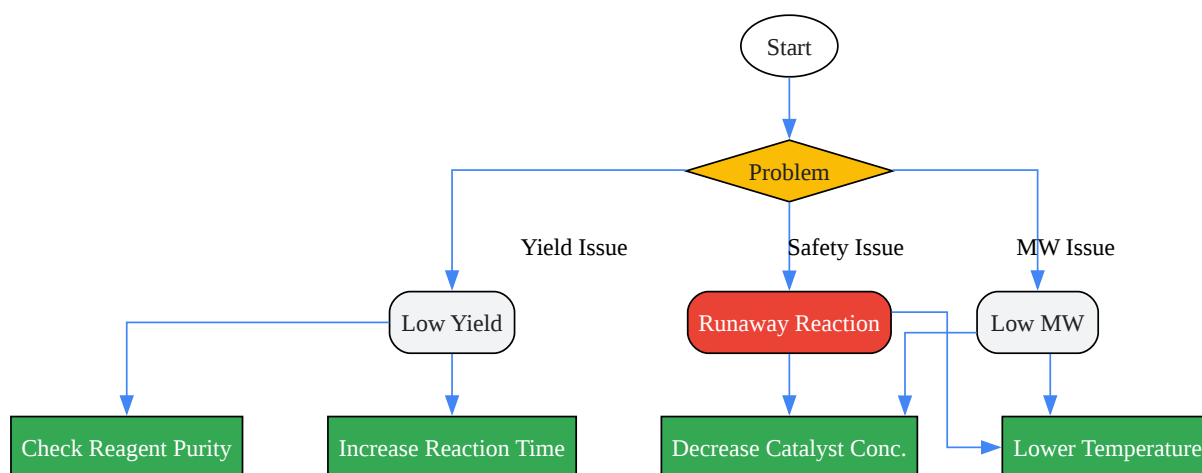 Start
Problem
Yield Issue
Safety Issue
MW Issue
Low Yield
Runaway Reaction
Low MW
Check Reagent Purity
Increase Reaction Time
Decrease Catalyst Conc.
Lower Temperature